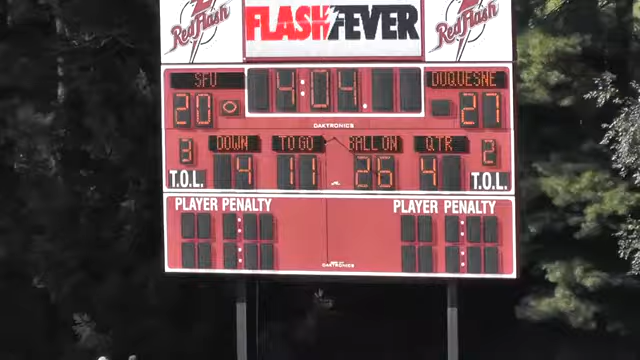 Red Flash
FLASH FEVER
Red Flash
SFU 4:04 DUQUESNE
20 27
DAKTRONICS
3 DOWN TO GO BALL ON QTR 2
T.O.L. 4 11 26 4 T.O.L.
PLAYER PENALTY PLAYER PENALTY
DAKTRONICS